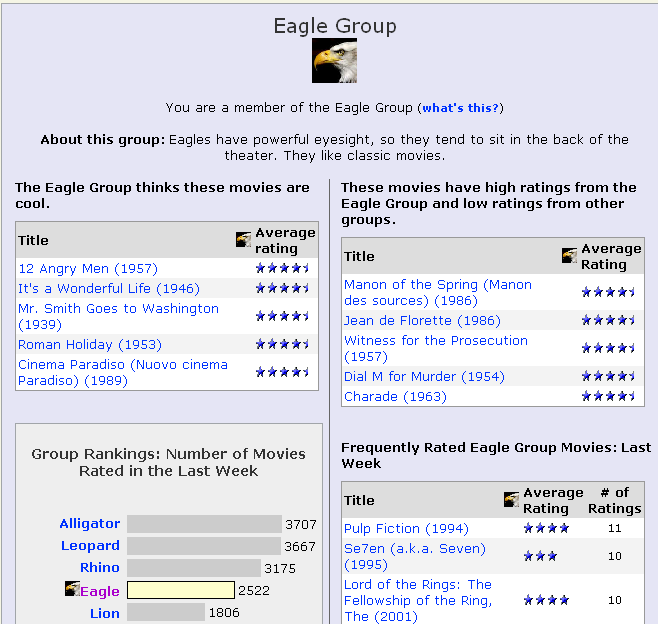 Eagle Group
You are a member of the Eagle Group (what's this?)
About this group: Eagles have powerful eyesight, so they tend to sit in the back of the
theater. They like classic movies.
The Eagle Group thinks these movies are
cool.
Title Average
rating
12 Angry Men (1957)
It's a Wonderful Life (1946)
Mr. Smith Goes to Washington
(1939)
Roman Holiday (1953)
Cinema Paradiso (Nuovo cinema
Paradiso) (1989)
These movies have high ratings from the
Eagle Group and low ratings from other
groups.
Title Average
Rating
Manon of the Spring (Manon
des sources) (1986)
Jean de Florette (1986)
Witness for the Prosecution
(1957)
Dial M for Murder (1954)
Charade (1963)
Group Rankings: Number of Movies
Rated in the Last Week
Alligator 3707
Leopard 3667
Rhino 3175
Eagle 2522
Lion 1806
Frequently Rated Eagle Group Movies: Last
Week
Title Average # of
Rating Ratings
Pulp Fiction (1994) 11
Se7en (a.k.a. Seven)
(1995) 10
Lord of the Rings: The
Fellowship of the Ring, 10
The (2001)